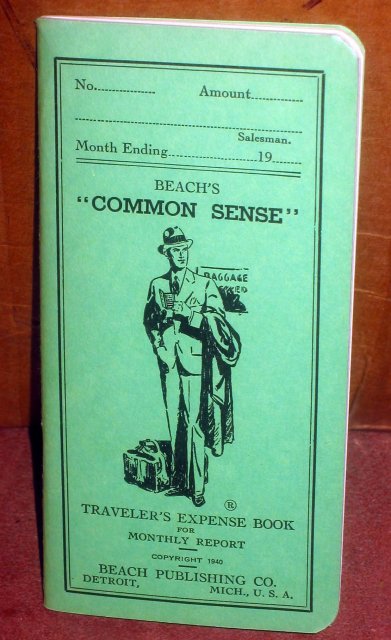 No............... Amount...............
Salesman.
Month Ending...........................19........
BEACH'S
"COMMON SENSE"
BAGGAGE
TRAVELER'S EXPENSE BOOK
FOR
MONTHLY REPORT
COPYRIGHT 1940
BEACH PUBLISHING CO.
DETROIT, MICH., U. S. A.
®